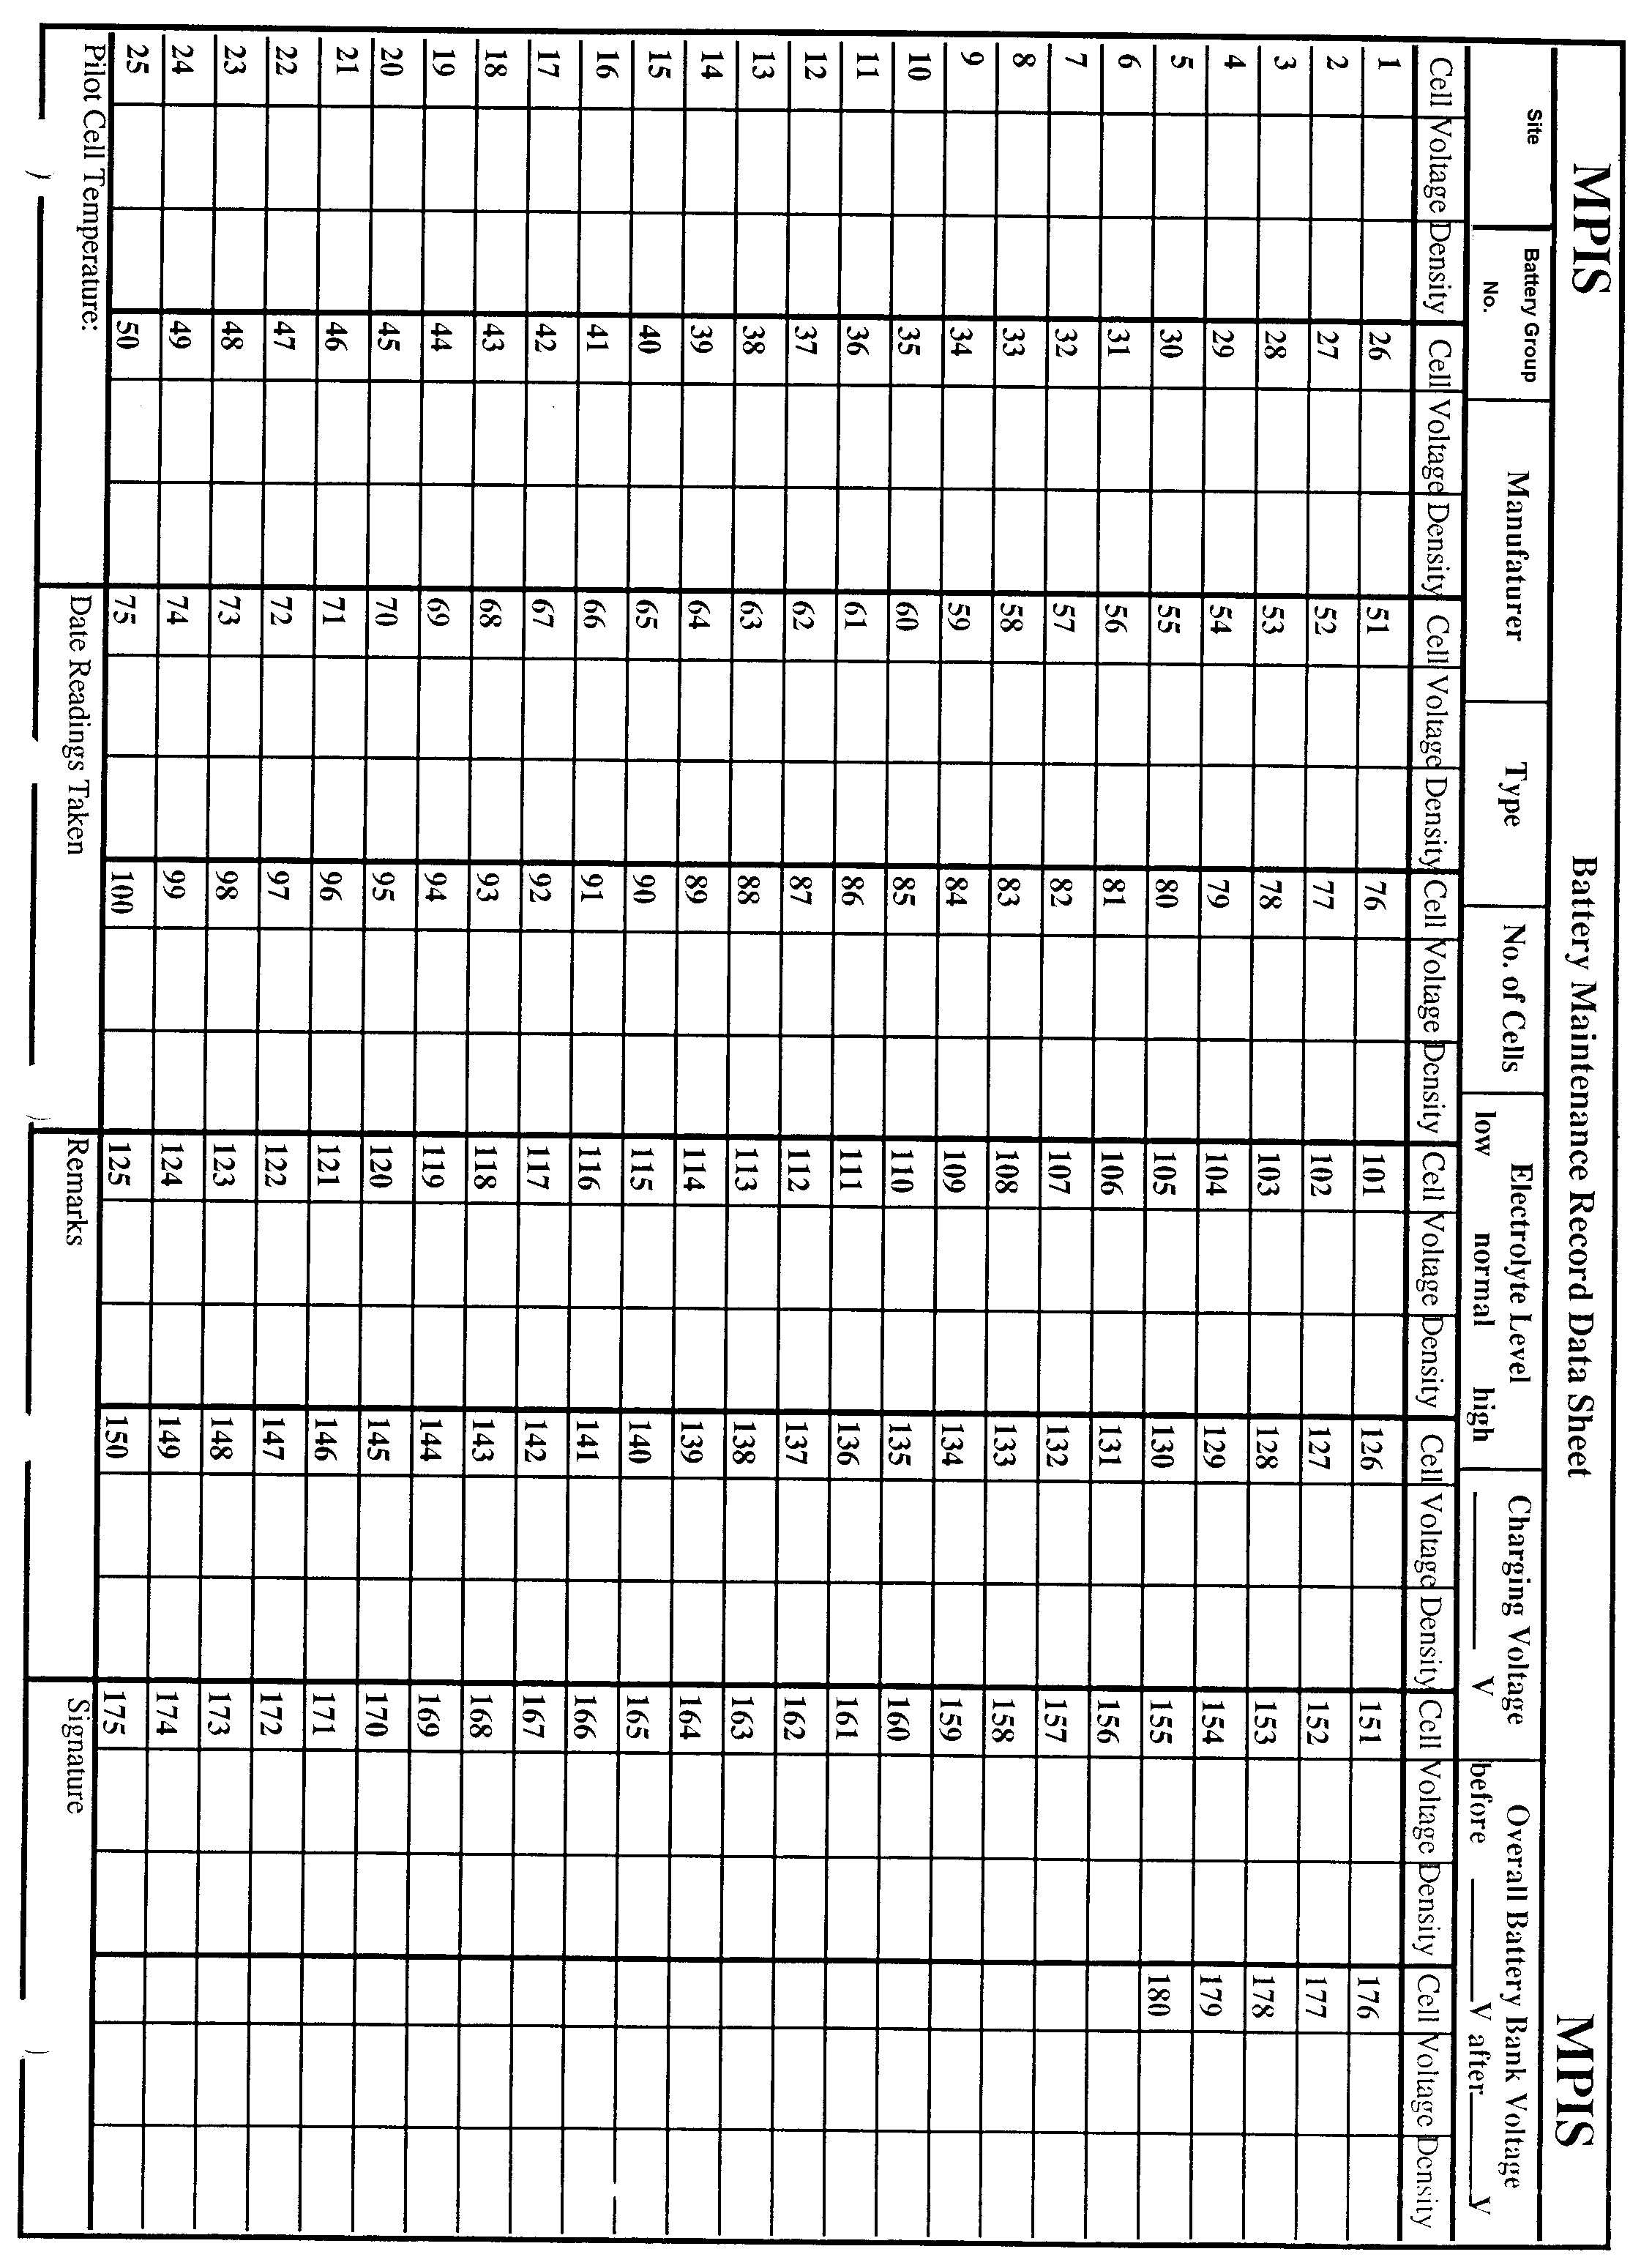 MPIS Battery Maintenance Record Data Sheet MPIS
Site Battery Group No. Manufaturer Type No. of Cells Electrolyte Level Charging Voltage Overall Battery Bank Voltage
low normal high ________ V before ________V after________V
Cell Voltage Density Cell Voltage Density Cell Voltage Density Cell Voltage Density Cell Voltage Density Cell Voltage Density Cell Voltage Density Cell Voltage Density
1 26 51 76 101 126 151 176
2 27 52 77 102 127 152 177
3 28 53 78 103 128 153 178
4 29 54 79 104 129 154 179
5 30 55 80 105 130 155 180
6 31 56 81 106 131 156
7 32 57 82 107 132 157
8 33 58 83 108 133 158
9 34 59 84 109 134 159
10 35 60 85 110 135 160
11 36 61 86 111 136 161
12 37 62 87 112 137 162
13 38 63 88 113 138 163
14 39 64 89 114 139 164
15 40 65 90 115 140 165
16 41 66 91 116 141 166
17 42 67 92 117 142 167
18 43 68 93 118 143 168
19 44 69 94 119 144 169
20 45 70 95 120 145 170
21 46 71 96 121 146 171
22 47 72 97 122 147 172
23 48 73 98 123 148 173
24 49 74 99 124 149 174
25 50 75 100 125 150 175
Pilot Cell Temperature: Date Readings Taken Remarks Signature